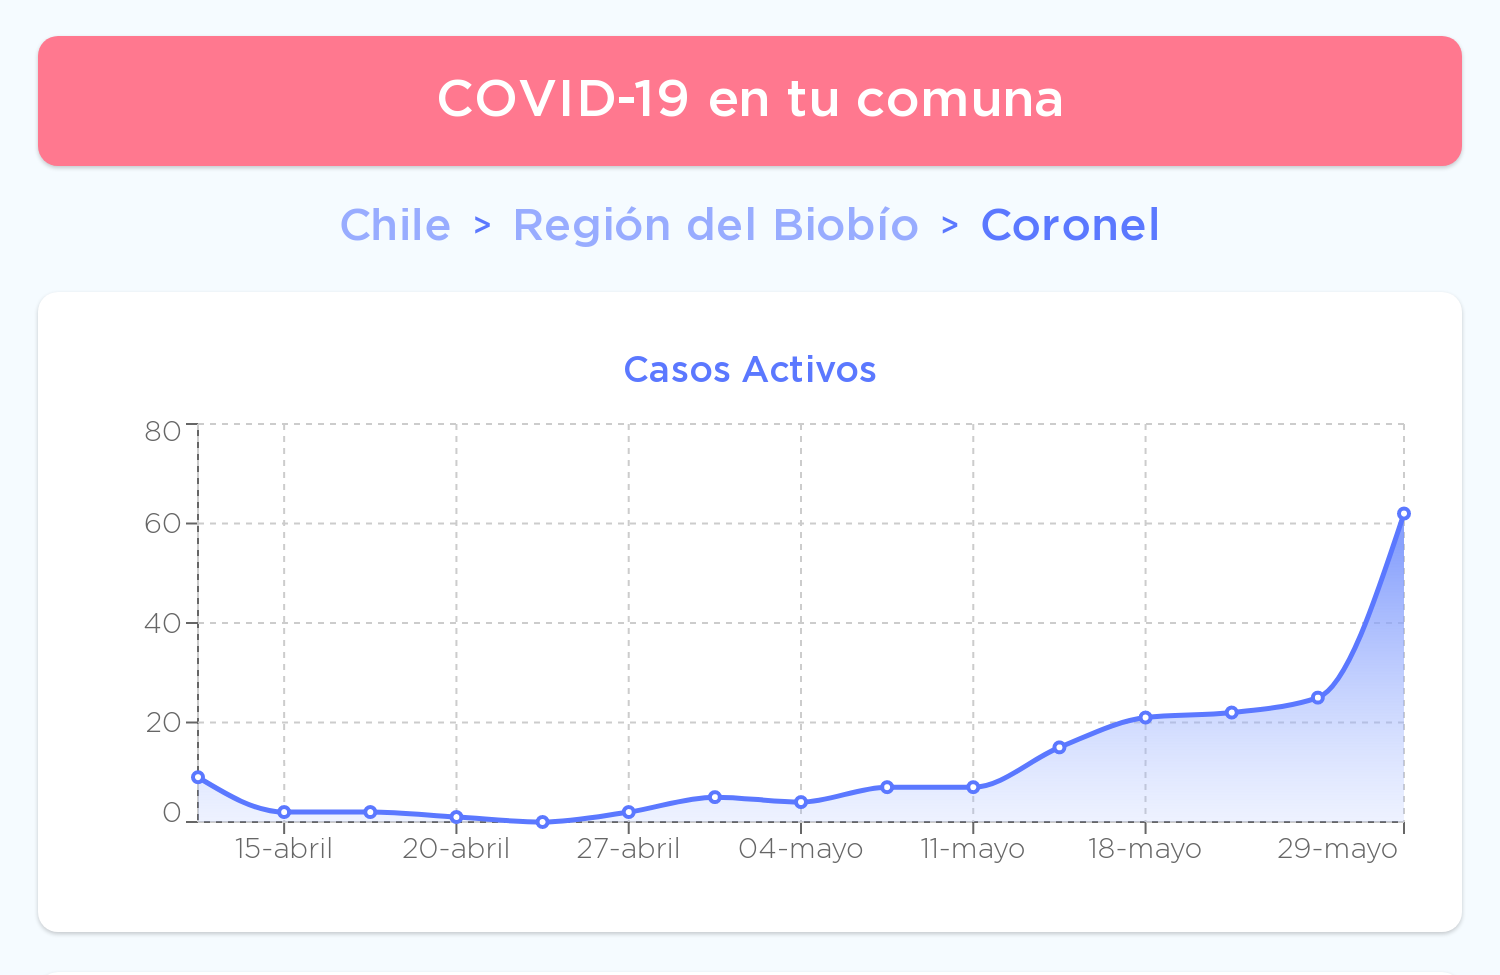 COVID-19 en tu comuna
Chile > Región del Biobío > Coronel
Casos Activos
80
60
40
20
0
15-abril 20-abril 27-abril 04-mayo 11-mayo 18-mayo 29-mayo